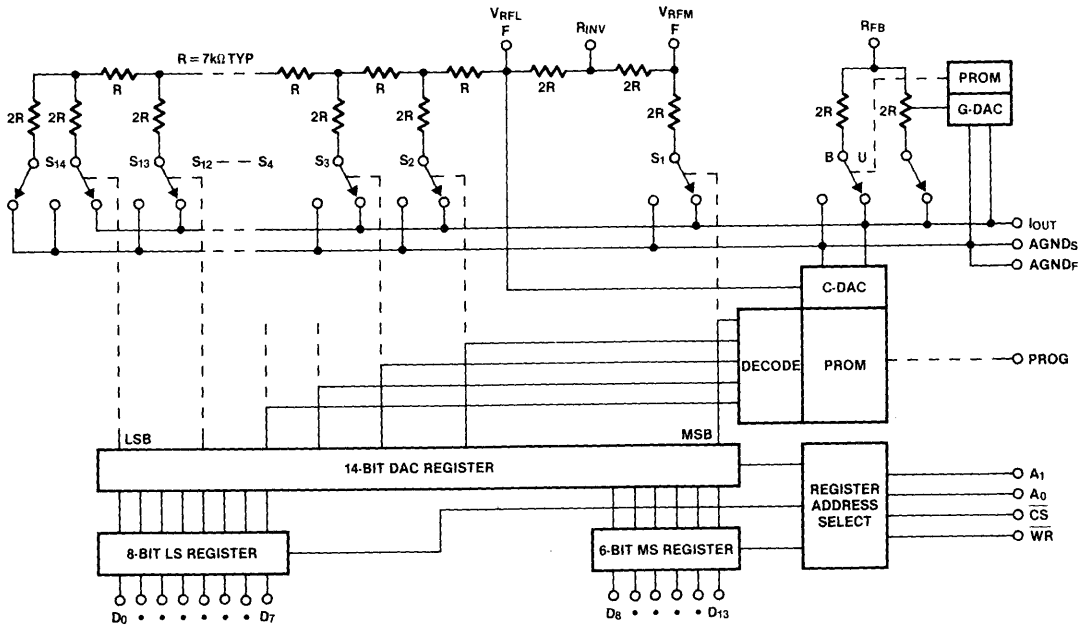 VRFL
F
RINV
VRFM
F
RFB
R = 7kΩ TYP
PROM
G-DAC
R
R
R
R
2R
2R
2R
2R
2R
2R
2R
2R
2R
2R
S14
S13
S12 — — S4
S3
S2
S1
B
U
IOUT
AGNDS
AGNDF
C-DAC
DECODE
PROM
PROG
LSB
MSB
14-BIT DAC REGISTER
REGISTER
ADDRESS
SELECT
A1
A0
CS
WR
8-BIT LS REGISTER
6-BIT MS REGISTER
D0 • • • • • • D7
D8 • • • • D13